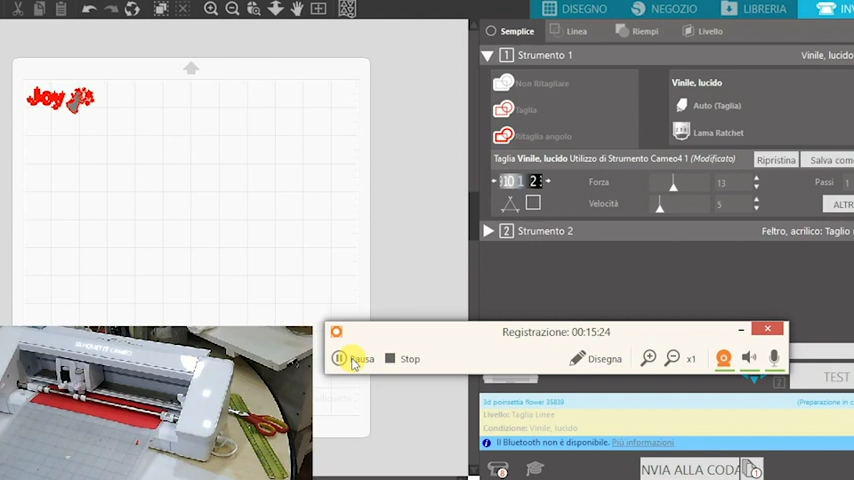 DISEGNO NEGOZIO LIBRERIA
Semplice Linea Riempi Livello
1 Strumento 1 Vinile, lucido
Non Ritagliare
Taglia
Ritaglia angolo
Vinile, lucido
Auto (Taglia)
Lama Ratchet
Taglia Vinile, lucido Utilizzo di Strumento Cameo4 1 (Modificato) Ripristina Salva come
10 1 2 Forza 13 Passi 1
Velocità 5 ALTR
2 Strumento 2 Feltro, acrilico: Taglio
Joy
Registrazione: 00:15:24
Pausa Stop Disegna x1
2 TEST
3d poinsettia flower 35839 (Preparazione in c
Livello: Taglia Linee
Condizione: Vinile, lucido
Il Bluetooth non è disponibile. Più informazioni
NVIA ALLA CODA 1
SILHOUETTE CAMEO